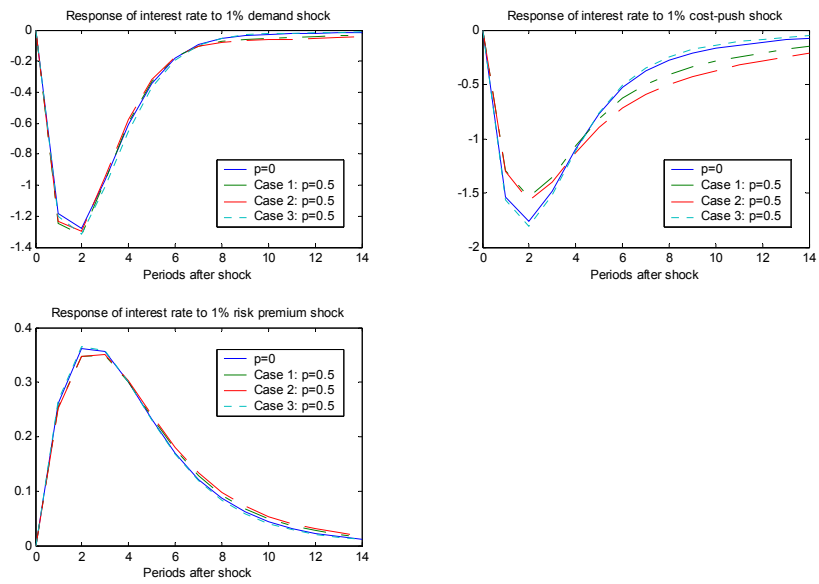 Response of interest rate to 1% demand shock
0
-0.2
-0.4
-0.6
-0.8
-1
-1.2
-1.4
0 2 4 6 8 10 12 14
Periods after shock
p=0
Case 1: p=0.5
Case 2: p=0.5
Case 3: p=0.5
Response of interest rate to 1% cost-push shock
0
-0.5
-1
-1.5
-2
0 2 4 6 8 10 12 14
Periods after shock
p=0
Case 1: p=0.5
Case 2: p=0.5
Case 3: p=0.5
Response of interest rate to 1% risk premium shock
0.4
0.3
0.2
0.1
0
0 2 4 6 8 10 12 14
Periods after shock
p=0
Case 1: p=0.5
Case 2: p=0.5
Case 3: p=0.5